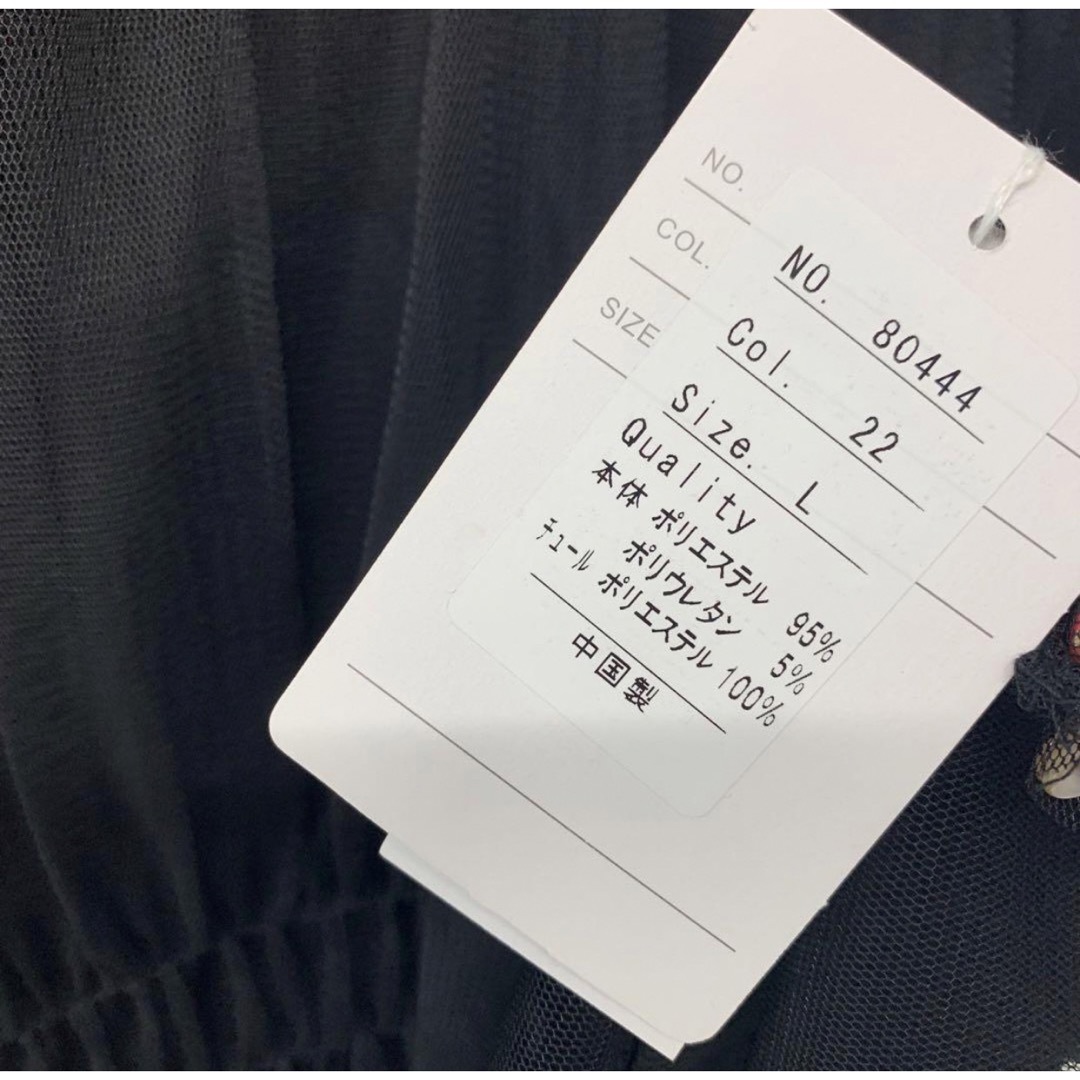 NO.
COL.
SIZE
NO. 80444
Col. 22
Size. L
Quality
本体 ポリエステル 95%
ポリウレタン 5%
チュール ポリエステル 100%
中国製